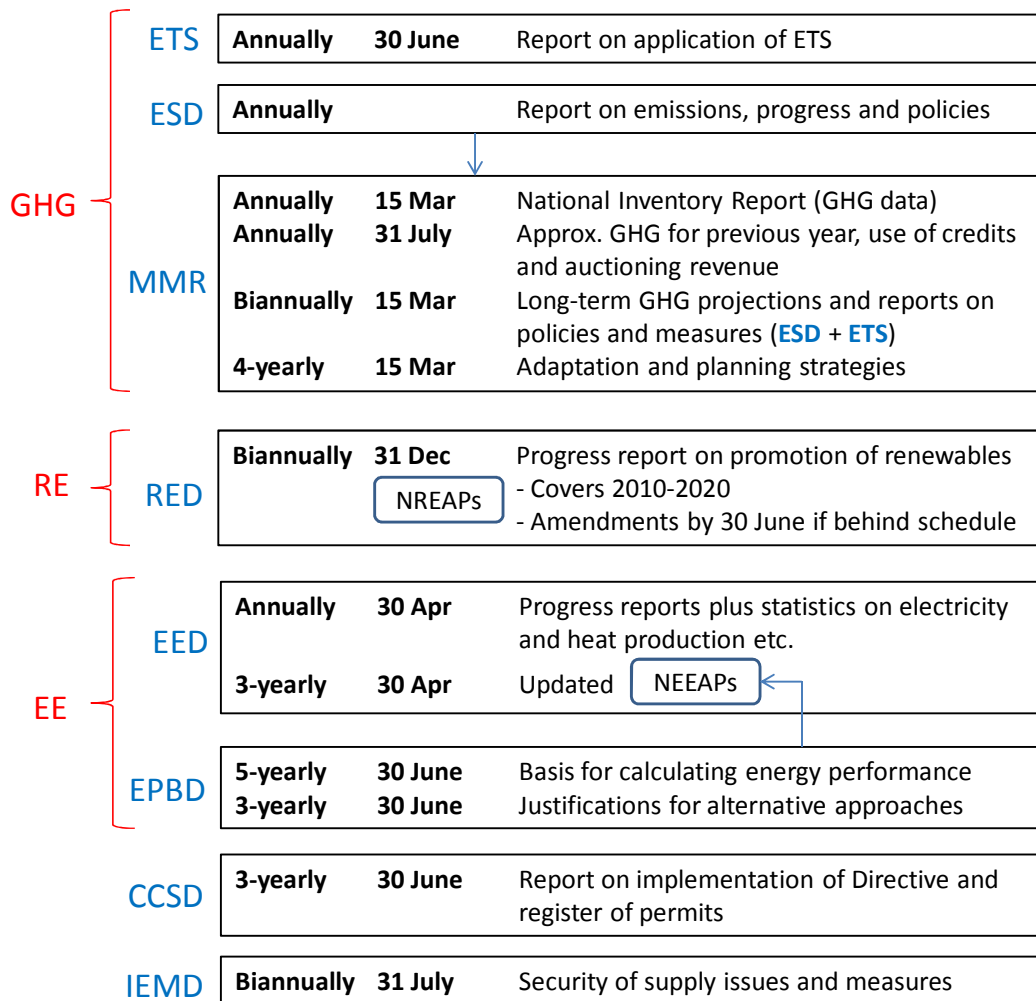 GHG
ETS
Annually 30 June Report on application of ETS
ESD
Annually Report on emissions, progress and policies
MMR
Annually 15 Mar National Inventory Report (GHG data)
Annually 31 July Approx. GHG for previous year, use of credits
and auctioning revenue
Biannually 15 Mar Long-term GHG projections and reports on
policies and measures (ESD + ETS)
4-yearly 15 Mar Adaptation and planning strategies
RE
RED
Biannually 31 Dec Progress report on promotion of renewables
NREAPs
- Covers 2010-2020
- Amendments by 30 June if behind schedule
EE
EED
Annually 30 Apr Progress reports plus statistics on electricity
and heat production etc.
3-yearly 30 Apr Updated NEEAPs
EPBD
5-yearly 30 June Basis for calculating energy performance
3-yearly 30 June Justifications for alternative approaches
CCSD
3-yearly 30 June Report on implementation of Directive and
register of permits
IEMD
Biannually 31 July Security of supply issues and measures